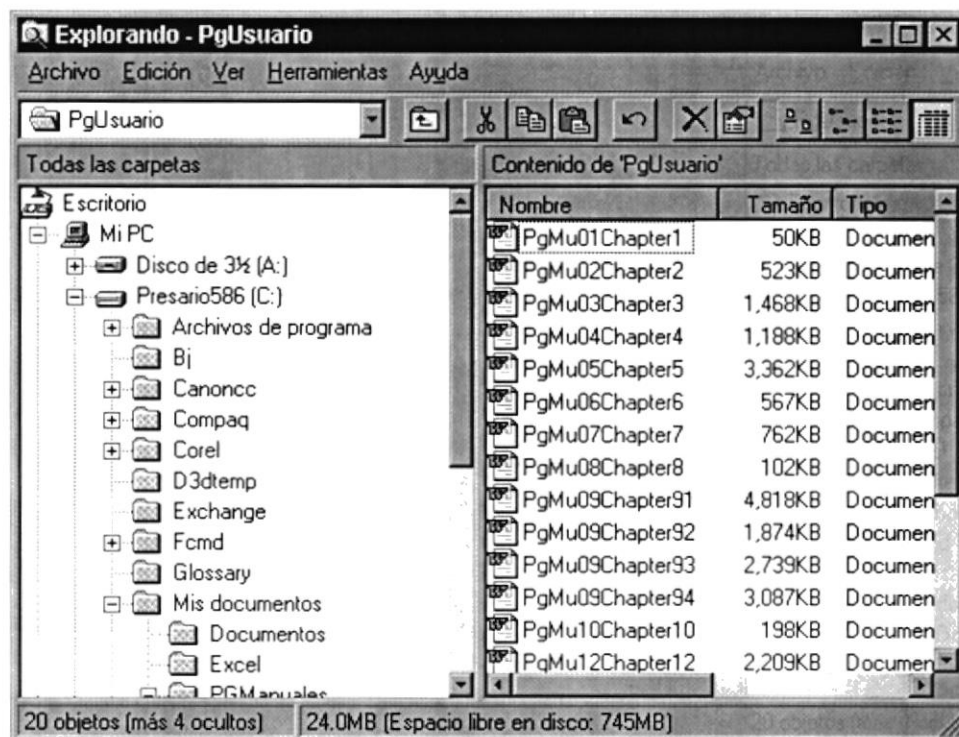 Explorando - PgUsuario
Archivo Edición Ver Herramientas Ayuda
PgUsuario
Todas las carpetas
Contenido de 'PgUsuario'
Escritorio
Mi PC
Disco de 3½ (A:)
Presario586 (C:)
Archivos de programa
Bj
Canoncc
Compaq
Corel
D3dtemp
Exchange
Fcmd
Glossary
Mis documentos
Documentos
Excel
PGManuales
Nombre Tamaño Tipo
PgMu01Chapter1 50KB Documen
PgMu02Chapter2 523KB Documen
PgMu03Chapter3 1,468KB Documen
PgMu04Chapter4 1,188KB Documen
PgMu05Chapter5 3,362KB Documen
PgMu06Chapter6 567KB Documen
PgMu07Chapter7 762KB Documen
PgMu08Chapter8 102KB Documen
PgMu09Chapter91 4,818KB Documen
PgMu09Chapter92 1,874KB Documen
PgMu09Chapter93 2,739KB Documen
PgMu09Chapter94 3,087KB Documen
PgMu10Chapter10 198KB Documen
PgMu12Chapter12 2,209KB Documen
20 objetos (más 4 ocultos) 24.0MB (Espacio libre en disco: 745MB)